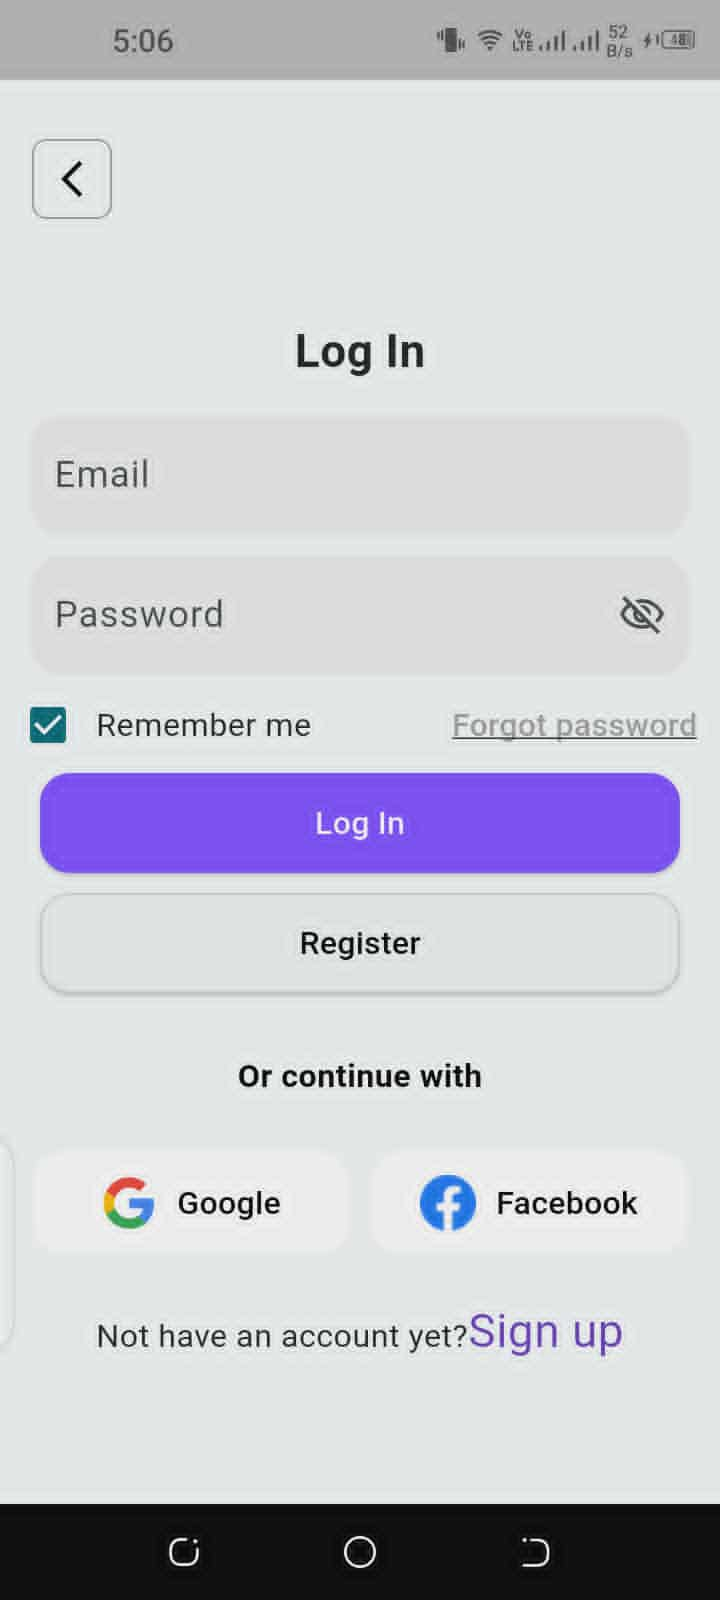 5:06 Vo LTE 52 B/s 48
Log In
Email
Password
Remember me Forgot password
Log In
Register
Or continue with
Google Facebook
Not have an account yet?Sign up